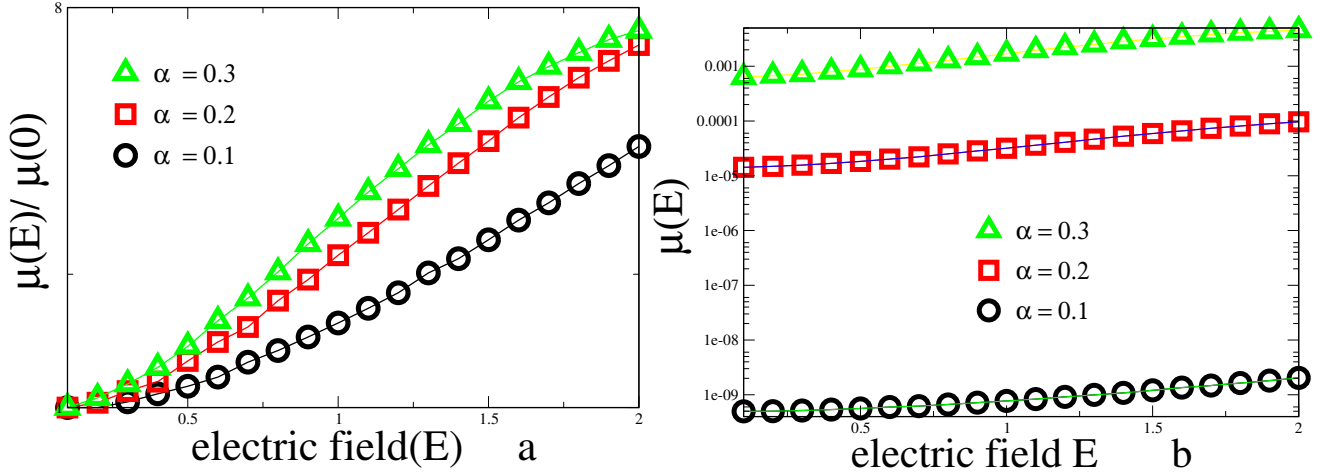 8
α = 0.3
α = 0.2
α = 0.1
μ(E)/ μ(0)
0.5 1 1.5 2
electric field(E) a
0.001
0.0001
1e-05
1e-06
1e-07
1e-08
1e-09
μ(E)
α = 0.3
α = 0.2
α = 0.1
0.5 1 1.5 2
electric field E b